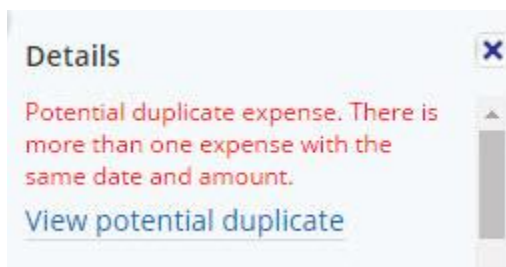 Details
Potential duplicate expense. There is
more than one expense with the
same date and amount.
View potential duplicate